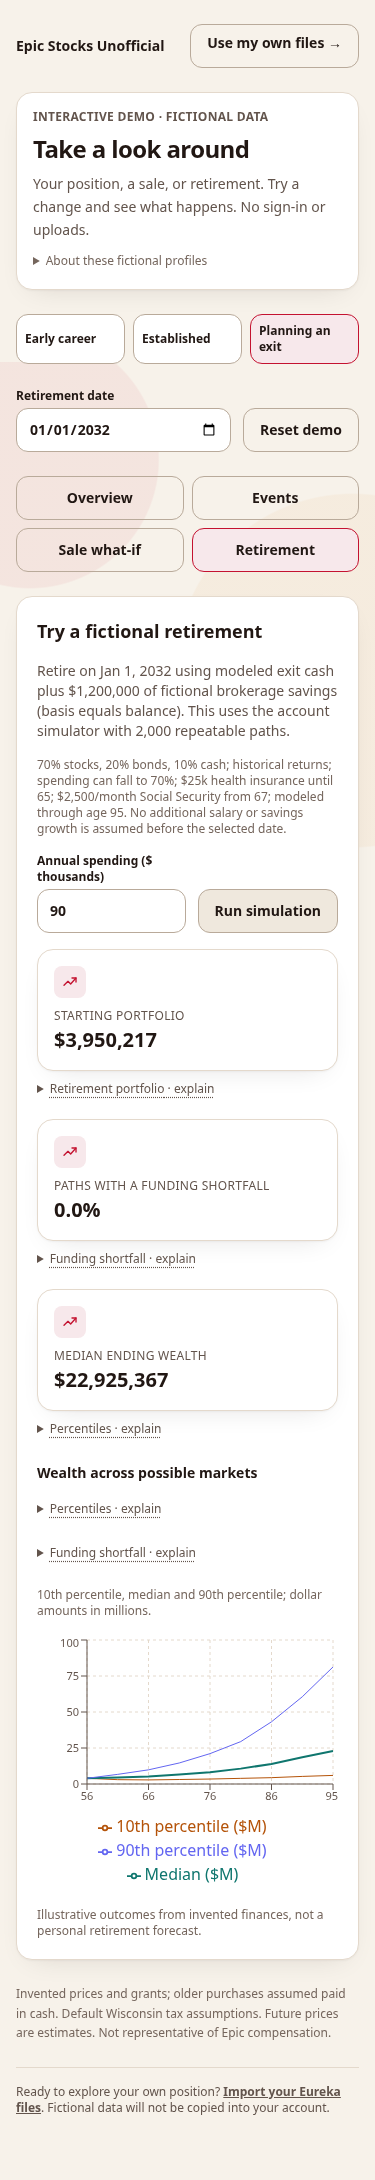 Epic Stocks Unofficial
Use my own files →
INTERACTIVE DEMO · FICTIONAL DATA
Take a look around
Your position, a sale, or retirement. Try a
change and see what happens. No sign-in or
uploads.
About these fictional profiles
Early career
Established
Planning an
exit
Retirement date
01/01/2032
Reset demo
Overview
Events
Sale what-if
Retirement
Try a fictional retirement
Retire on Jan 1, 2032 using modeled exit cash
plus $1,200,000 of fictional brokerage savings
(basis equals balance). This uses the account
simulator with 2,000 repeatable paths.
70% stocks, 20% bonds, 10% cash; historical returns;
spending can fall to 70%; $25k health insurance until
65; $2,500/month Social Security from 67; modeled
through age 95. No additional salary or savings
growth is assumed before the selected date.
Annual spending ($
thousands)
90
Run simulation
STARTING PORTFOLIO
$3,950,217
Retirement portfolio · explain
PATHS WITH A FUNDING SHORTFALL
0.0%
Funding shortfall · explain
MEDIAN ENDING WEALTH
$22,925,367
Percentiles · explain
Wealth across possible markets
Percentiles · explain
Funding shortfall · explain
10th percentile, median and 90th percentile; dollar
amounts in millions.
100
75
50
25
0
56 66 76 86 95
10th percentile ($M)
90th percentile ($M)
Median ($M)
Illustrative outcomes from invented finances, not a
personal retirement forecast.
Invented prices and grants; older purchases assumed paid
in cash. Default Wisconsin tax assumptions. Future prices
are estimates. Not representative of Epic compensation.
Ready to explore your own position? Import your Eureka
files. Fictional data will not be copied into your account.